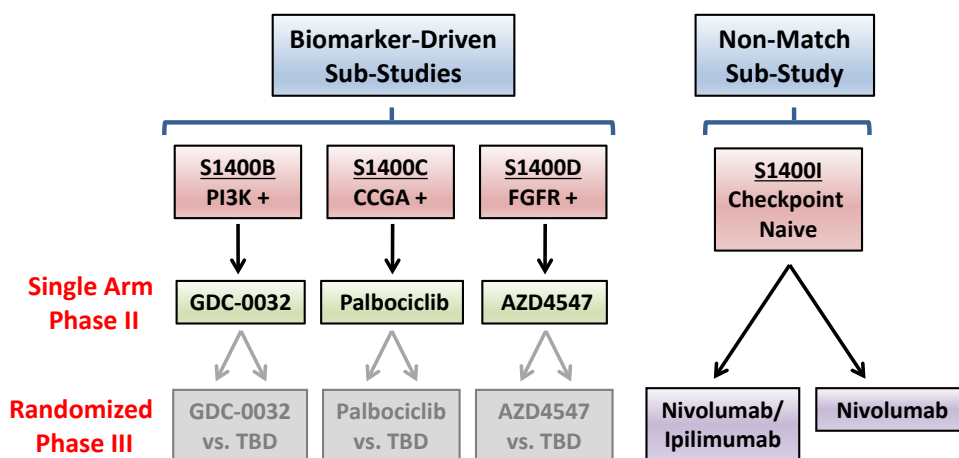 Biomarker-Driven
Sub-Studies
Non-Match
Sub-Study
S1400B
PI3K +
S1400C
CCGA +
S1400D
FGFR +
S1400I
Checkpoint
Naive
Single Arm
Phase II
GDC-0032
Palbociclib
AZD4547
Randomized
Phase III
GDC-0032
vs. TBD
Palbociclib
vs. TBD
AZD4547
vs. TBD
Nivolumab/
Ipilimumab
Nivolumab